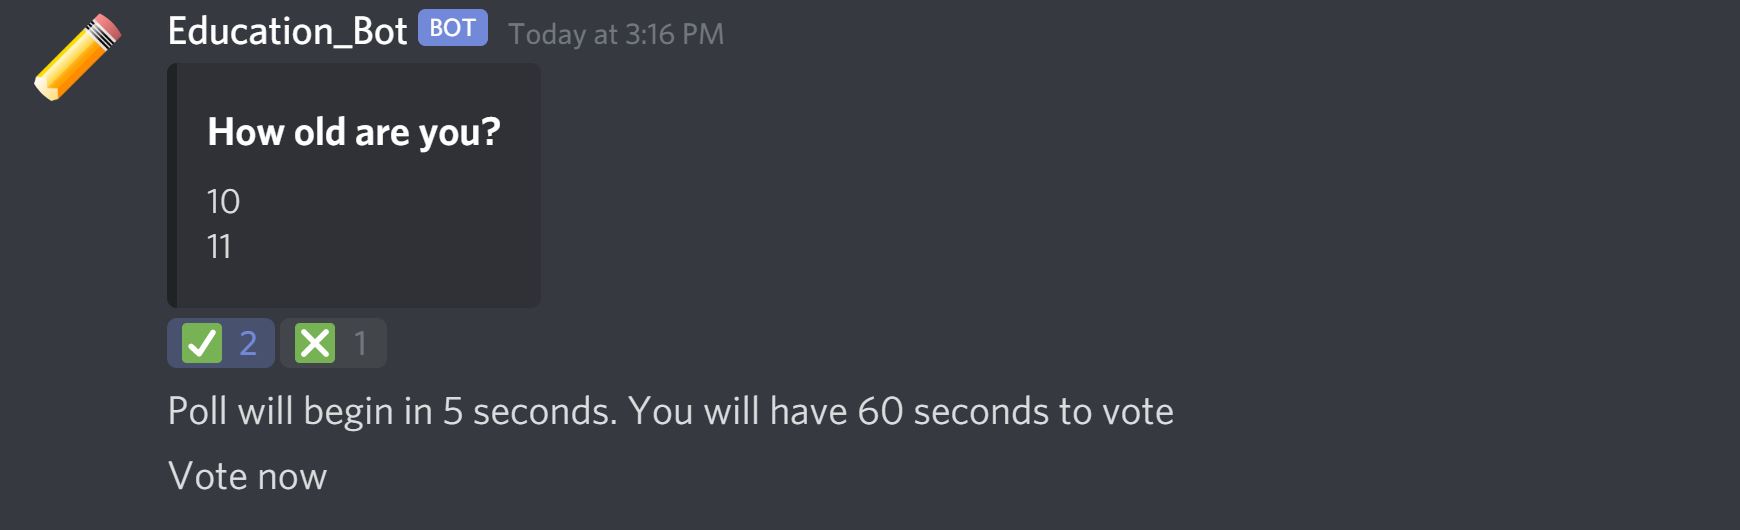 Education_Bot BOT Today at 3:16 PM
How old are you?
10
11
2 1
Poll will begin in 5 seconds. You will have 60 seconds to vote
Vote now